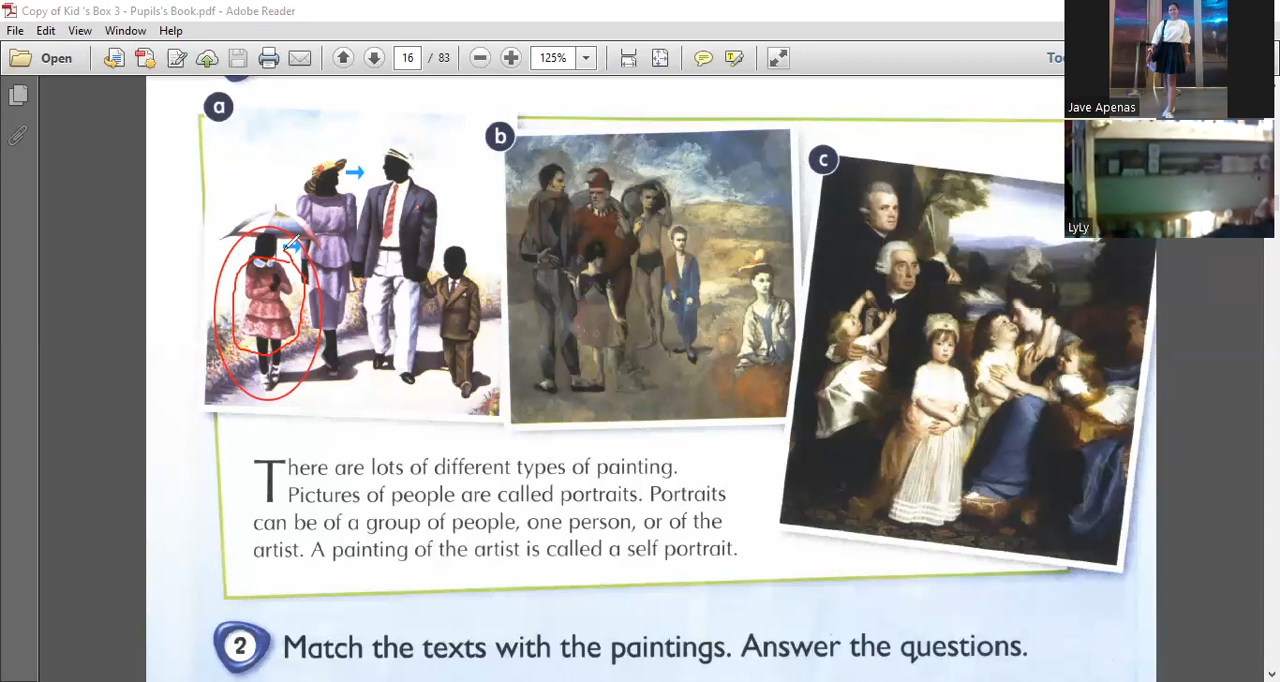 Copy of Kid 's Box 3 - Pupils's Book.pdf - Adobe Reader
File Edit View Window Help
Open 16 / 83 125%
Jave Apenas
LyLy
a
b
c
There are lots of different types of painting.
Pictures of people are called portraits. Portraits
can be of a group of people, one person, or of the
artist. A painting of the artist is called a self portrait.
2 Match the texts with the paintings. Answer the questions.